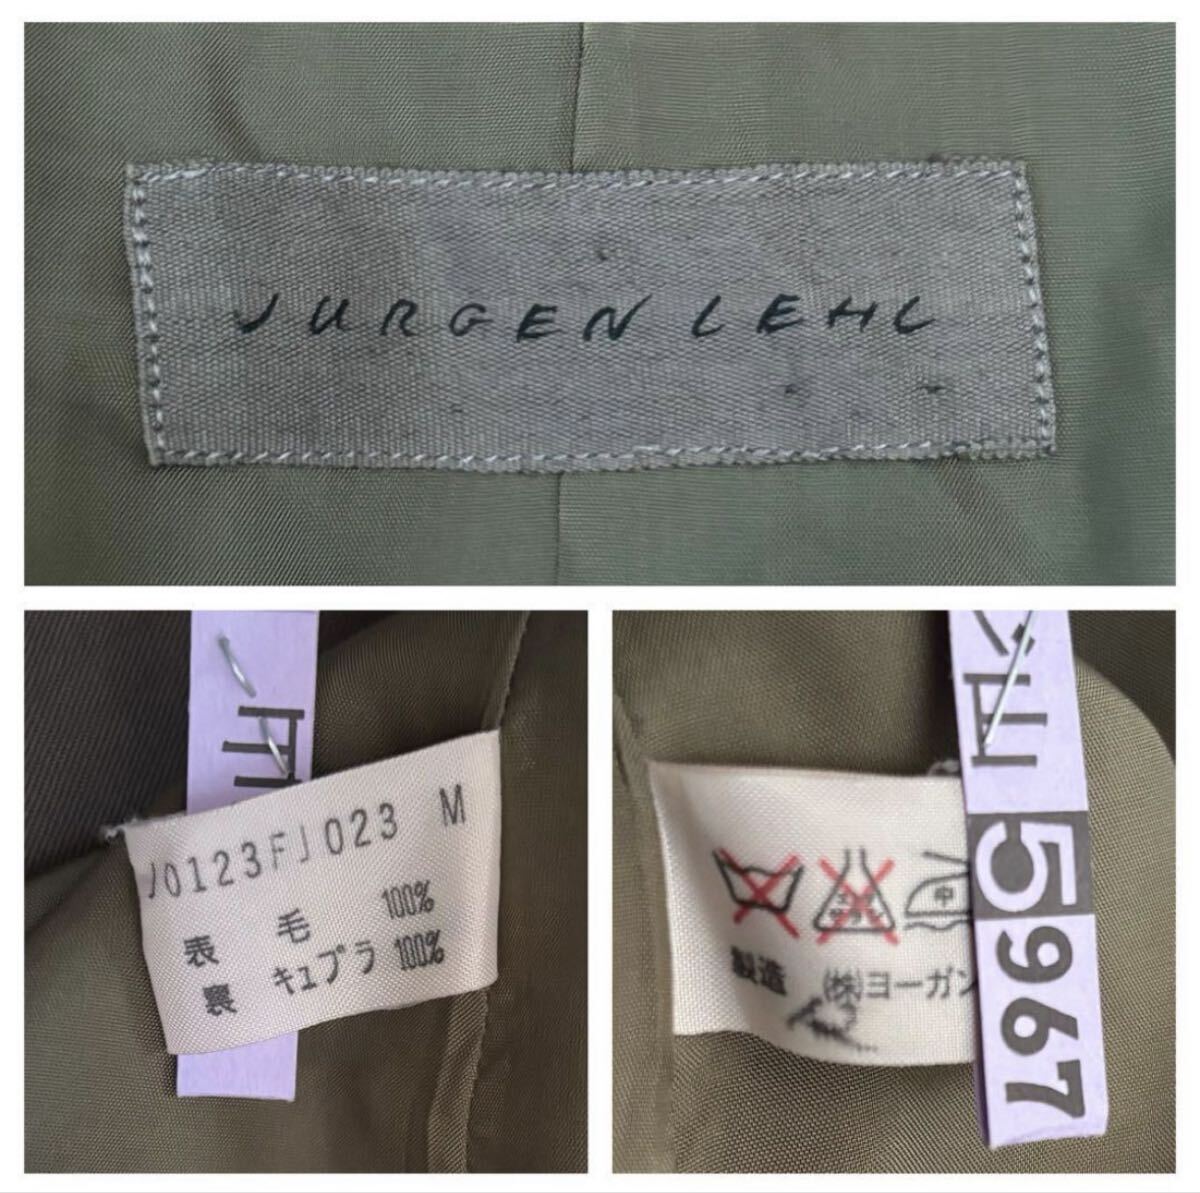 JURGEN LEHL
J0123FJ023 M
表 毛 100%
裏 キュプラ 100%
中
製造 (株)ヨーガン
5967